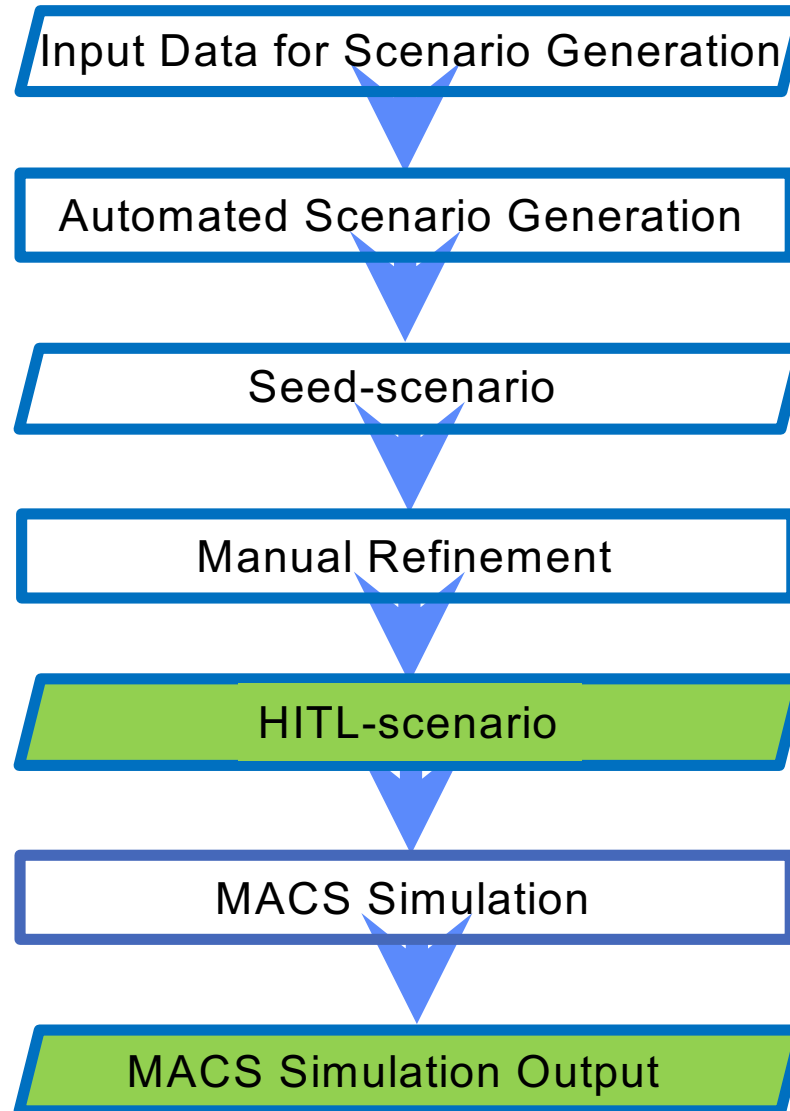 Input Data for Scenario Generation
Automated Scenario Generation
Seed-scenario
Manual Refinement
HITL-scenario
MACS Simulation
MACS Simulation Output